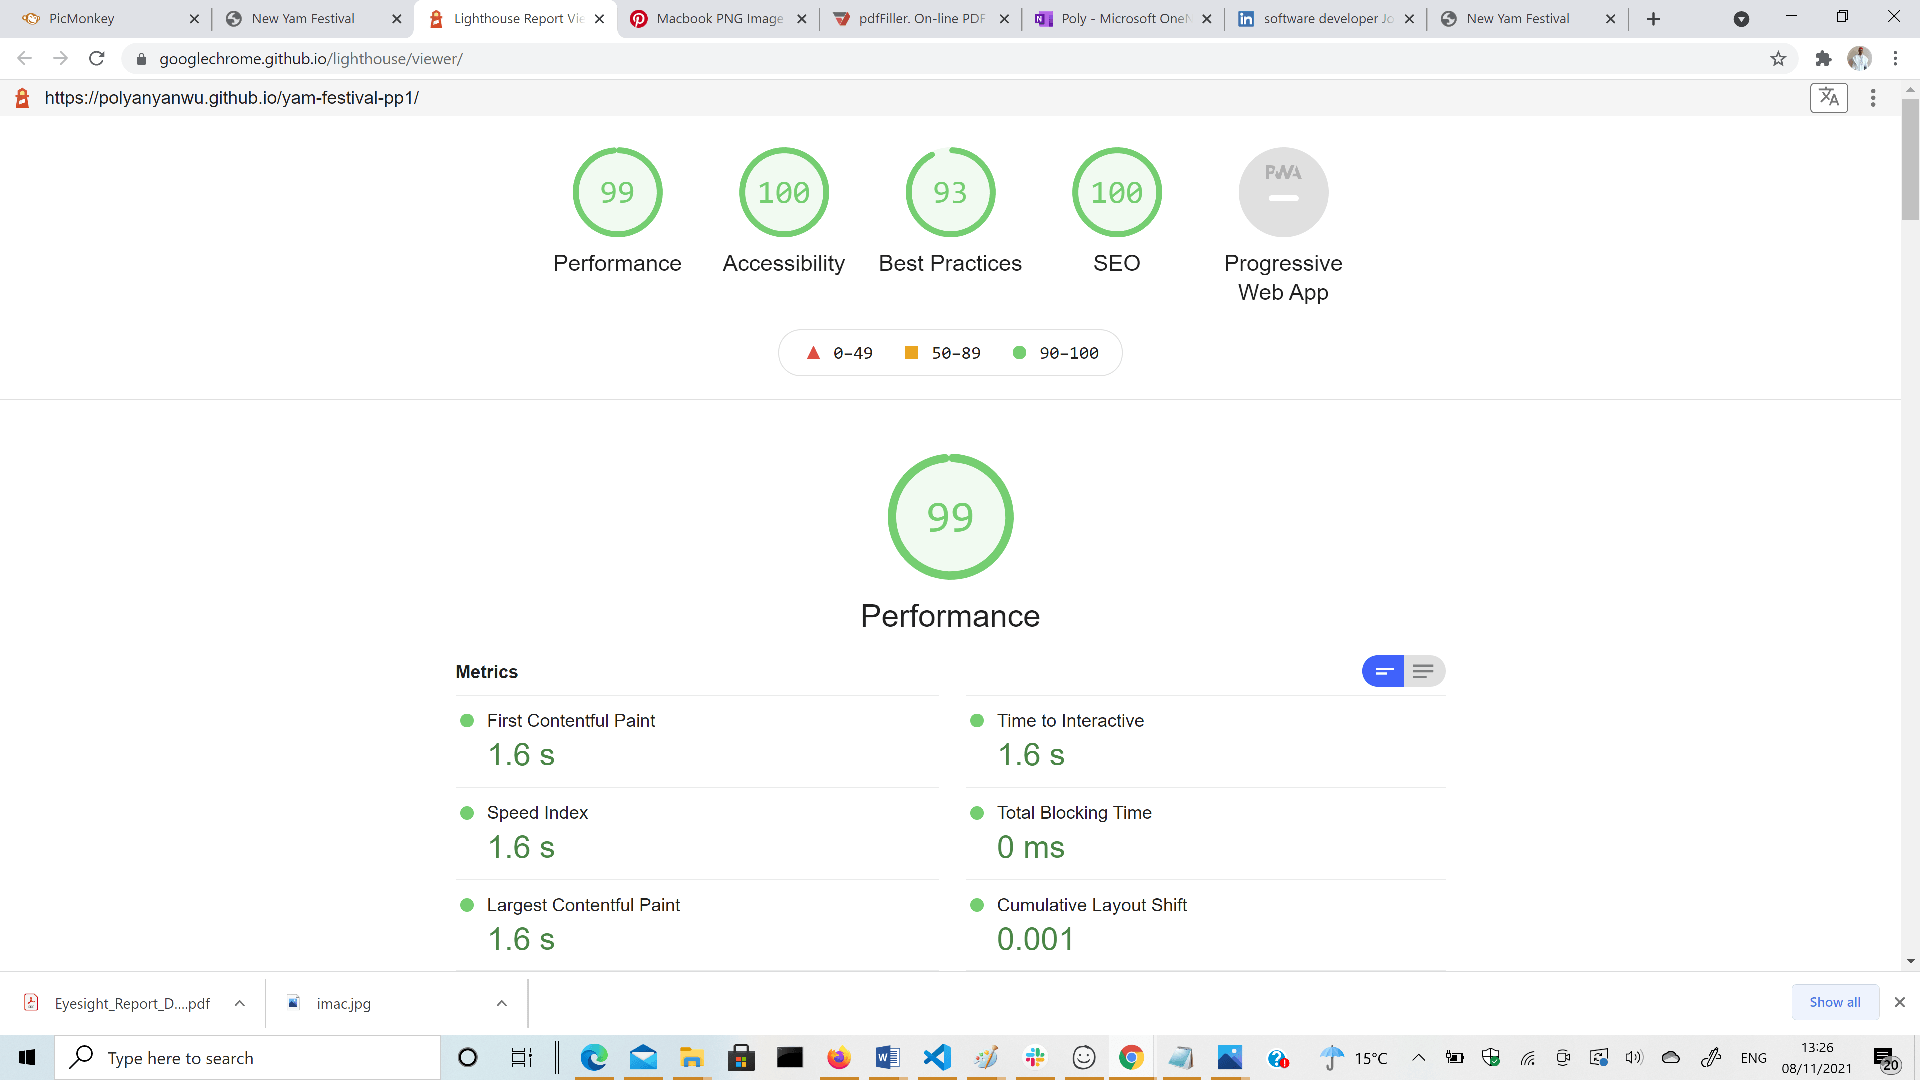 PicMonkey
New Yam Festival
Lighthouse Report Vie
Macbook PNG Image
pdfFiller. On-line PDF
Poly - Microsoft OneN
software developer Jo
New Yam Festival
googlechrome.github.io/lighthouse/viewer/
https://polyanyanwu.github.io/yam-festival-pp1/
99
100
93
100
PWA
Performance
Accessibility
Best Practices
SEO
Progressive
Web App
0–49
50–89
90–100
99
Performance
Metrics
First Contentful Paint
1.6 s
Time to Interactive
1.6 s
Speed Index
1.6 s
Total Blocking Time
0 ms
Largest Contentful Paint
1.6 s
Cumulative Layout Shift
0.001
Eyesight_Report_D....pdf
imac.jpg
Show all
Type here to search
15°C
ENG
13:26
08/11/2021
20